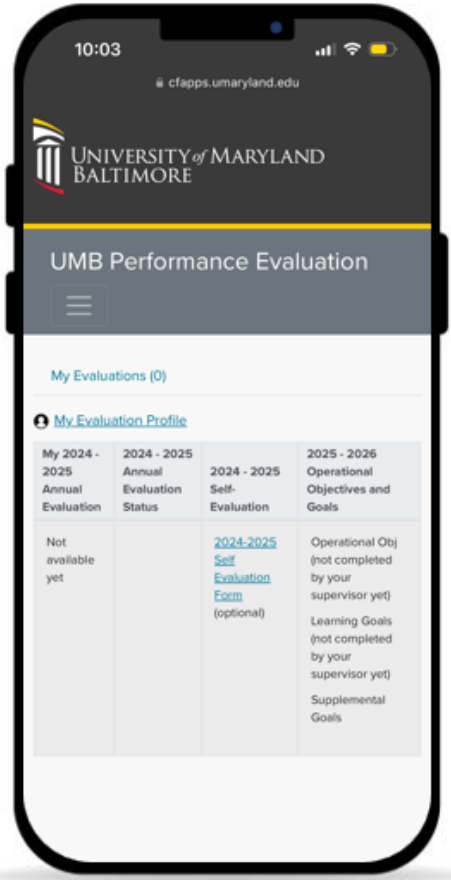 10:03
cfapps.umaryland.edu
UNIVERSITY of MARYLAND
BALTIMORE
UMB Performance Evaluation
My Evaluations (0)
My Evaluation Profile
My 2024 -
2025
Annual
Evaluation
2024 - 2025
Annual
Evaluation
Status
2024 - 2025
Self-
Evaluation
2025 - 2026
Operational
Objectives and
Goals
Not
available
yet
2024-2025
Self
Evaluation
Form
(optional)
Operational Obj
(not completed
by your
supervisor yet)
Learning Goals
(not completed
by your
supervisor yet)
Supplemental
Goals